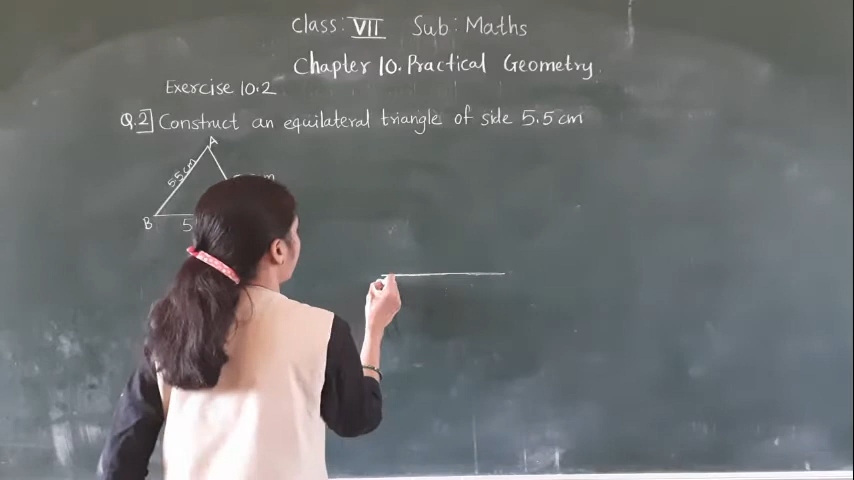 Class: VII Sub: Maths
Chapter 10. Practical Geometry
Exercise 10.2
Q.2] Construct an equilateral triangle of side 5.5 cm
A
5.5 cm
B
5